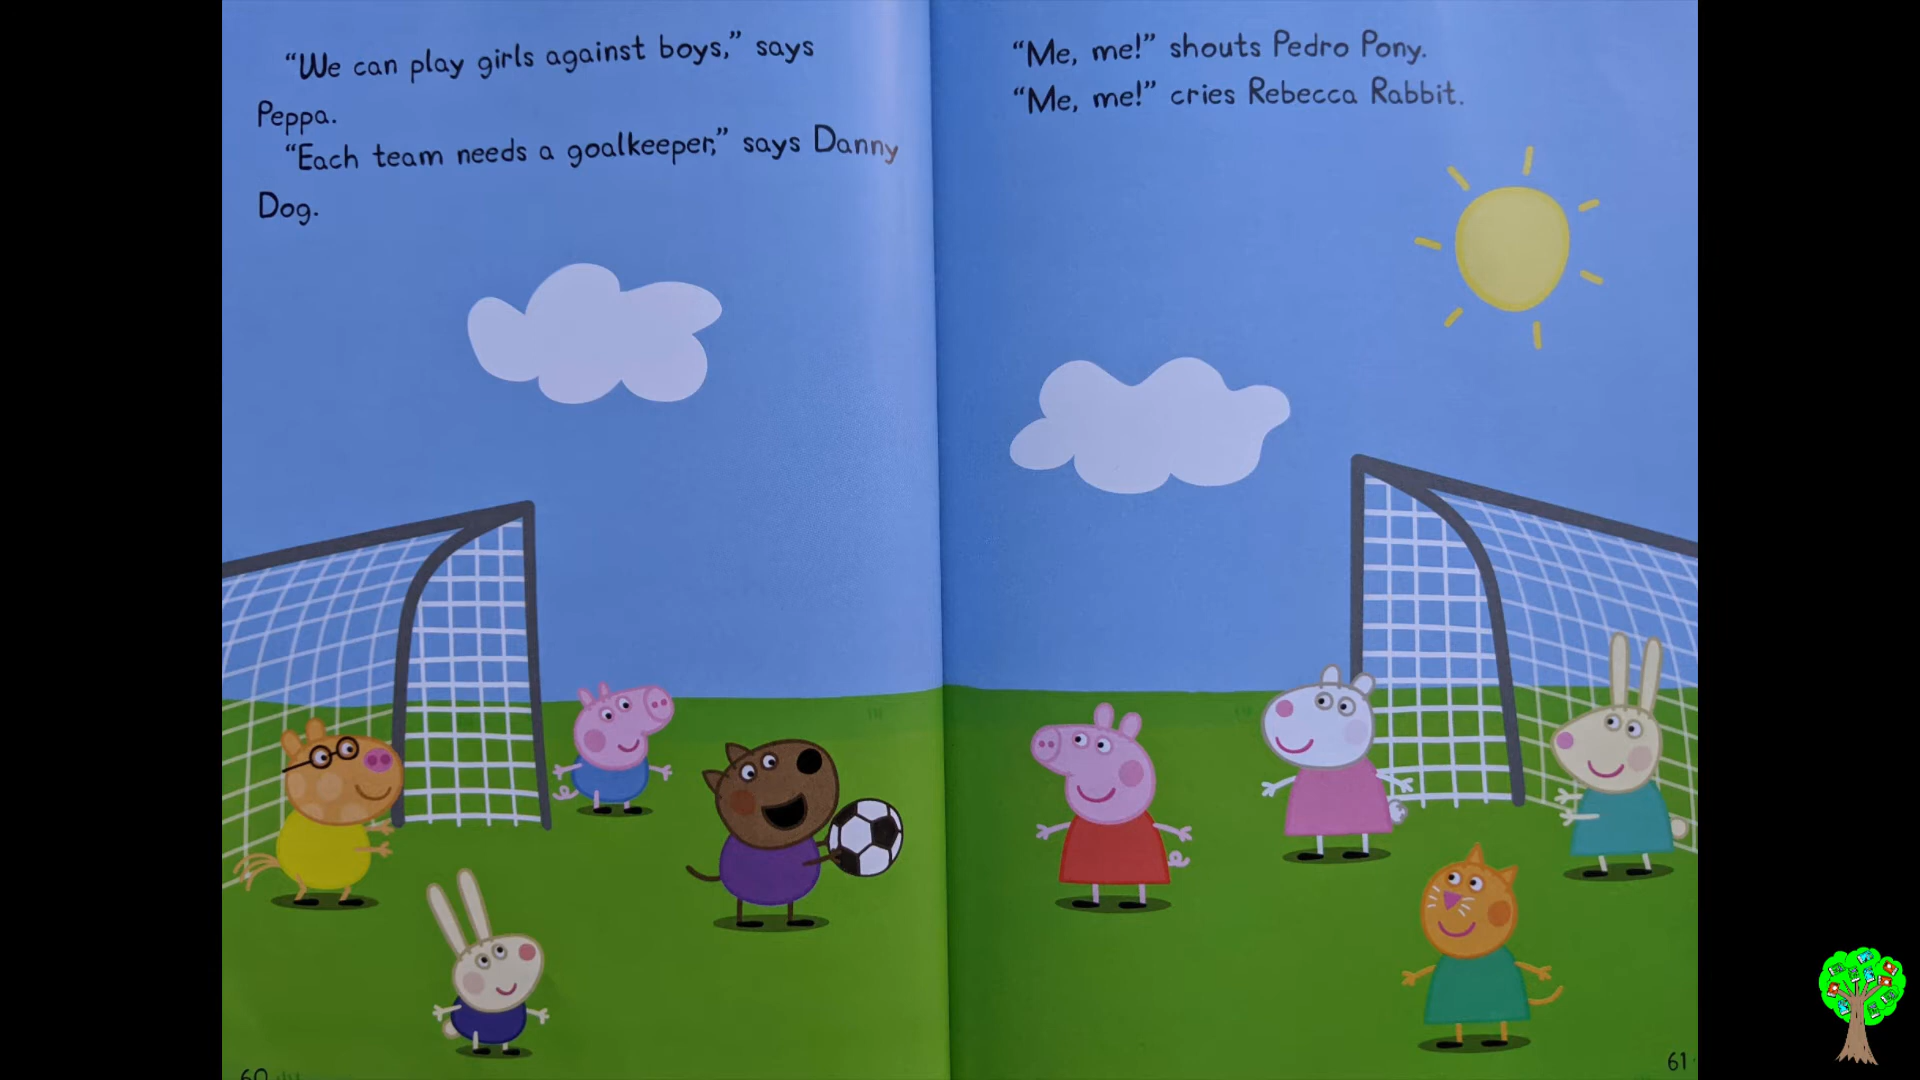 “We can play girls against boys,” says
Peppa.
“Each team needs a goalkeeper,” says Danny
Dog.
“Me, me!” shouts Pedro Pony.
“Me, me!” cries Rebecca Rabbit.
60
61